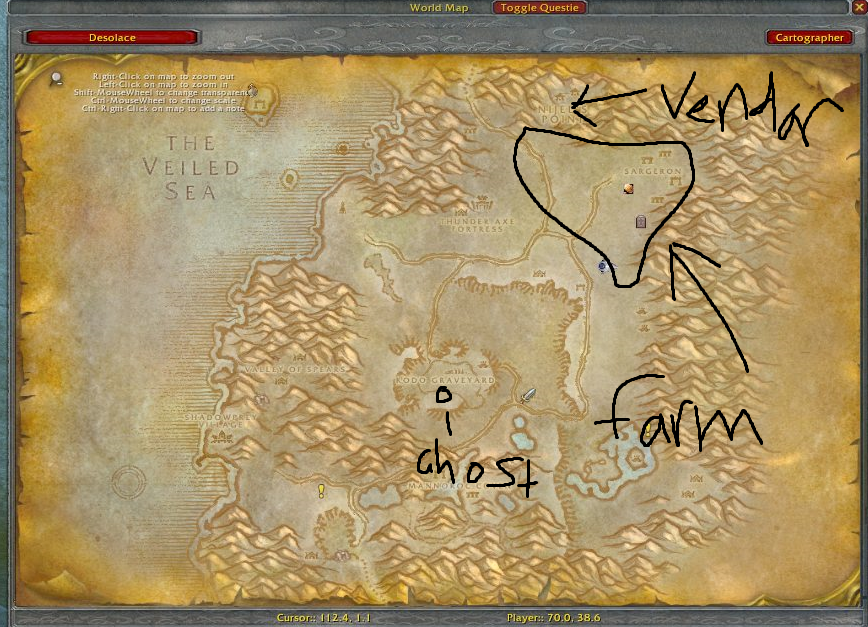 World Map
Toggle Questie
Desolace
Cartographer
Right-Click on map to zoom out
Left-Click on map to zoom in
Shift-MouseWheel to change transparen
Ctrl-MouseWheel to change scale
Ctrl-Right-Click on map to add a note
THE
VEILED
SEA
NIJEL
POINT
Vendor
SARGERON
THUNDER AXE
FORTRESS
VALLEY OF SPEARS
KODO GRAVEYARD
SHADOWPREY
VILLAGE
farm
ghost
MANNOROC
Cursor:: 112.4, 1.1
Player:: 70.0, 38.6